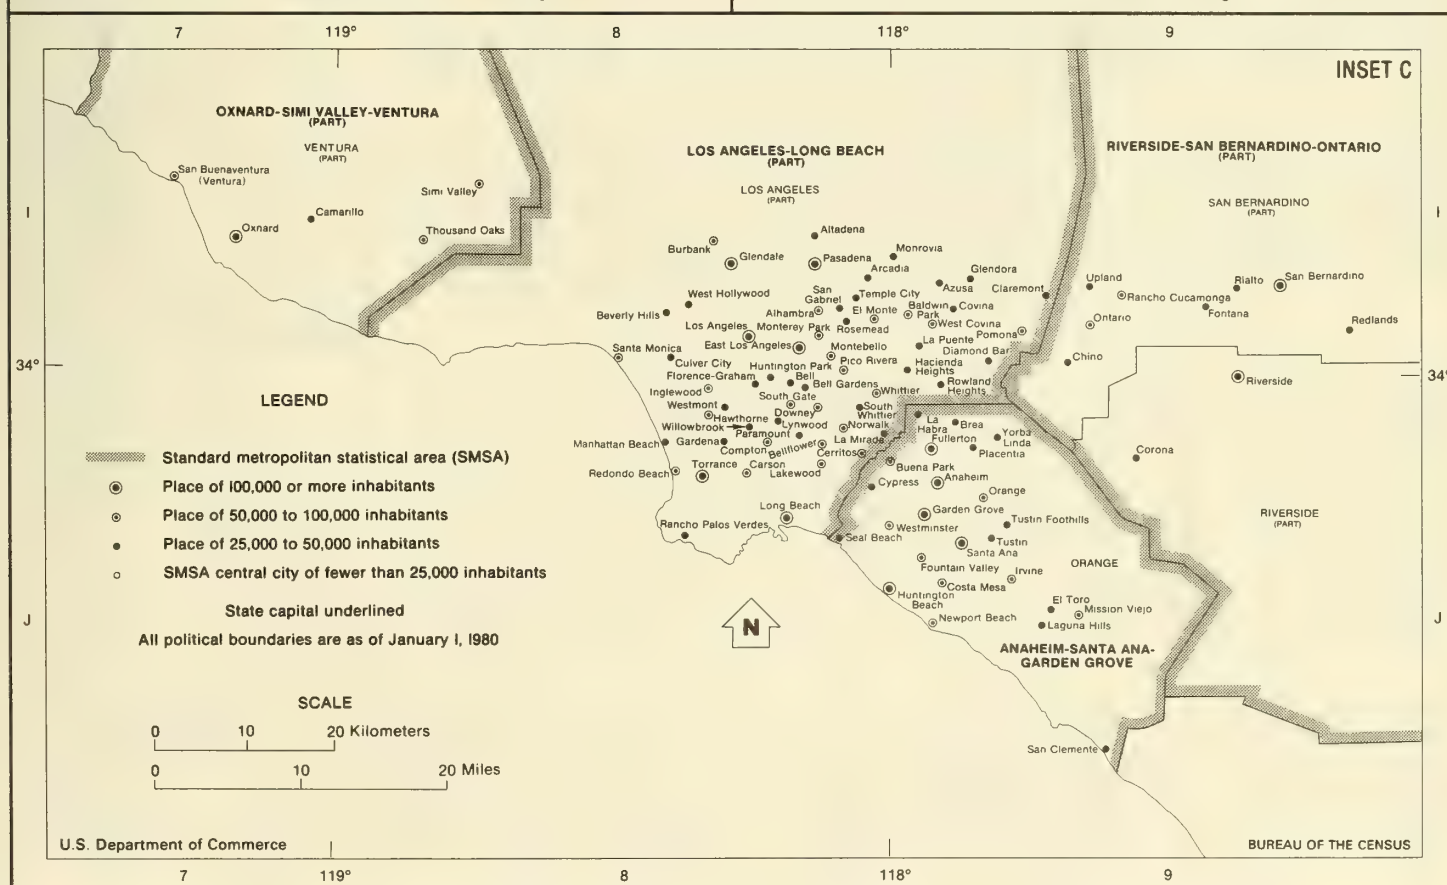 7 119° 8 118° 9
INSET C
OXNARD-SIMI VALLEY-VENTURA
(PART)
VENTURA
(PART)
San Buenaventura
(Ventura)
Simi Valley
Camarillo
Oxnard
Thousand Oaks
LOS ANGELES-LONG BEACH
(PART)
LOS ANGELES
(PART)
RIVERSIDE-SAN BERNARDINO-ONTARIO
(PART)
SAN BERNARDINO
(PART)
I
I
Altadena
Burbank
Glendale
Pasadena
Monrovia
Arcadia
Glendora
Azusa
Claremont
San
Gabriel
Temple City
West Hollywood
Beverly Hills
Alhambra
El Monte
Baldwin
Park
Covina
Rosemead
West Covina
Los Angeles
Monterey Park
Pomona
East Los Angeles
La Puente
Diamond Bar
Santa Monica
Montebello
Culver City
Pico Rivera
Hacienda
Heights
Huntington Park
Florence-Graham
Bell
Bell Gardens
Rowland
Heights
Inglewood
South Gate
Whittier
Westmont
Downey
South
Whittier
Hawthorne
Lynwood
Willowbrook
Norwalk
Paramount
La Mirada
Manhattan Beach
Gardena
Compton
Bellflower
Cerritos
Redondo Beach
Torrance
Carson
Lakewood
Long Beach
Rancho Palos Verdes
Upland
Rialto
San Bernardino
Rancho Cucamonga
Fontana
Ontario
Redlands
Chino
34°
34°
Riverside
Corona
RIVERSIDE
(PART)
La
Habra
Brea
Yorba
Linda
Fullerton
Placentia
Buena Park
Anaheim
Cypress
Orange
Garden Grove
Westminster
Tustin Foothills
Seal Beach
Tustin
Santa Ana
Fountain Valley
Irvine
ORANGE
Costa Mesa
Huntington
Beach
El Toro
Mission Viejo
Newport Beach
Laguna Hills
ANAHEIM-SANTA ANA-
GARDEN GROVE
San Clemente
LEGEND
Standard metropolitan statistical area (SMSA)
Place of 100,000 or more inhabitants
Place of 50,000 to 100,000 inhabitants
Place of 25,000 to 50,000 inhabitants
SMSA central city of fewer than 25,000 inhabitants
State capital underlined
All political boundaries are as of January 1, 1980
J
J
N
SCALE
0 10 20 Kilometers
0 10 20 Miles
U.S. Department of Commerce
BUREAU OF THE CENSUS
7 119° 8 118° 9